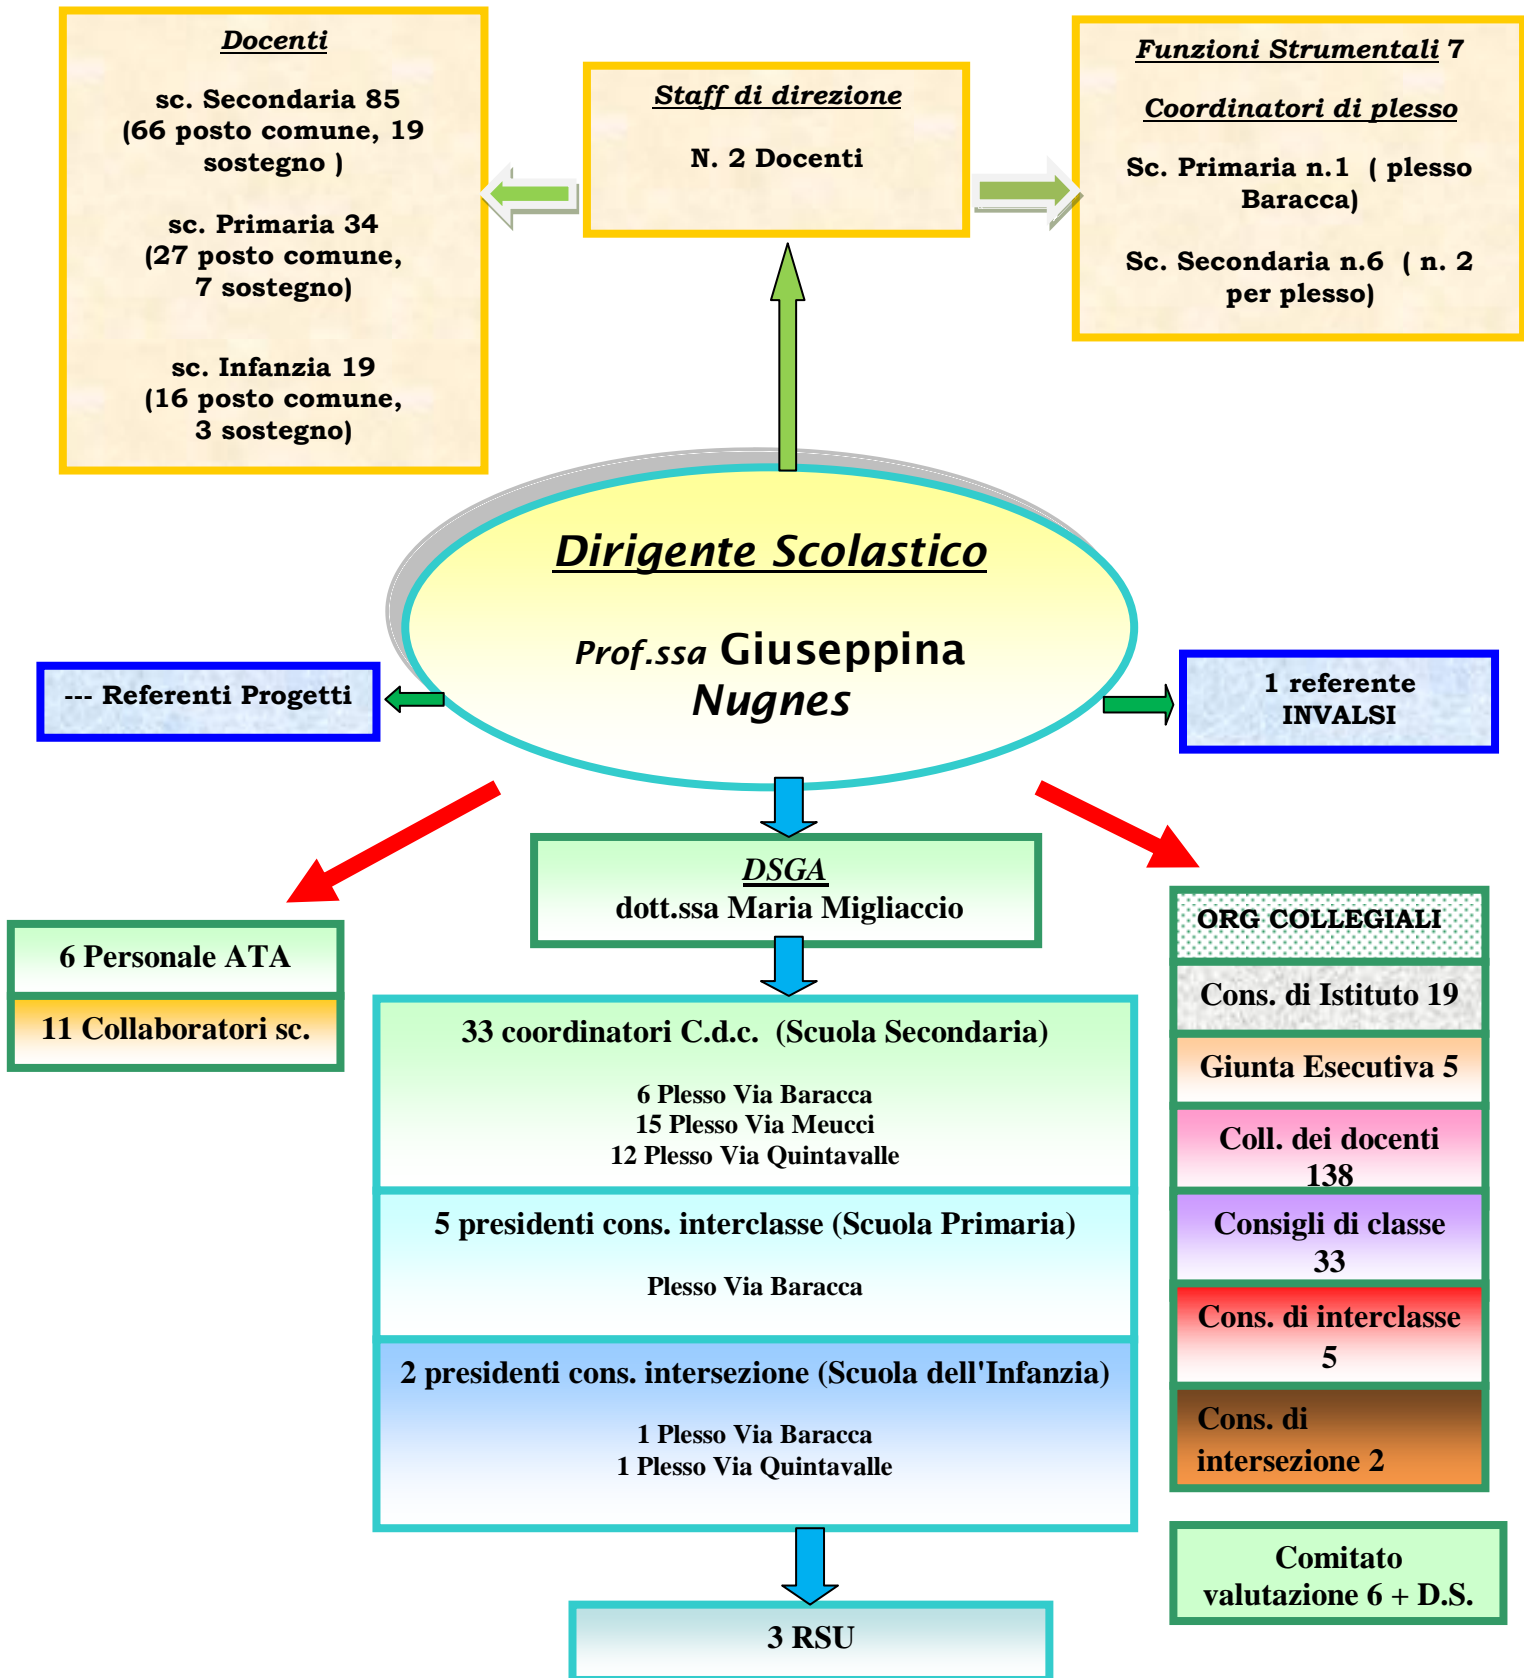 Docenti
sc. Secondaria 85
(66 posto comune, 19
sostegno )
sc. Primaria 34
(27 posto comune,
7 sostegno)
sc. Infanzia 19
(16 posto comune,
3 sostegno)
Staff di direzione
N. 2 Docenti
Funzioni Strumentali 7
Coordinatori di plesso
Sc. Primaria n.1 ( plesso
Baracca)
Sc. Secondaria n.6 ( n. 2
per plesso)
Dirigente Scolastico
Prof.ssa Giuseppina
Nugnes
--- Referenti Progetti
1 referente
INVALSI
DSGA
dott.ssa Maria Migliaccio
6 Personale ATA
11 Collaboratori sc.
33 coordinatori C.d.c. (Scuola Secondaria)
6 Plesso Via Baracca
15 Plesso Via Meucci
12 Plesso Via Quintavalle
5 presidenti cons. interclasse (Scuola Primaria)
Plesso Via Baracca
2 presidenti cons. intersezione (Scuola dell'Infanzia)
1 Plesso Via Baracca
1 Plesso Via Quintavalle
3 RSU
ORG COLLEGIALI
Cons. di Istituto 19
Giunta Esecutiva 5
Coll. dei docenti
138
Consigli di classe
33
Cons. di interclasse
5
Cons. di
intersezione 2
Comitato
valutazione 6 + D.S.